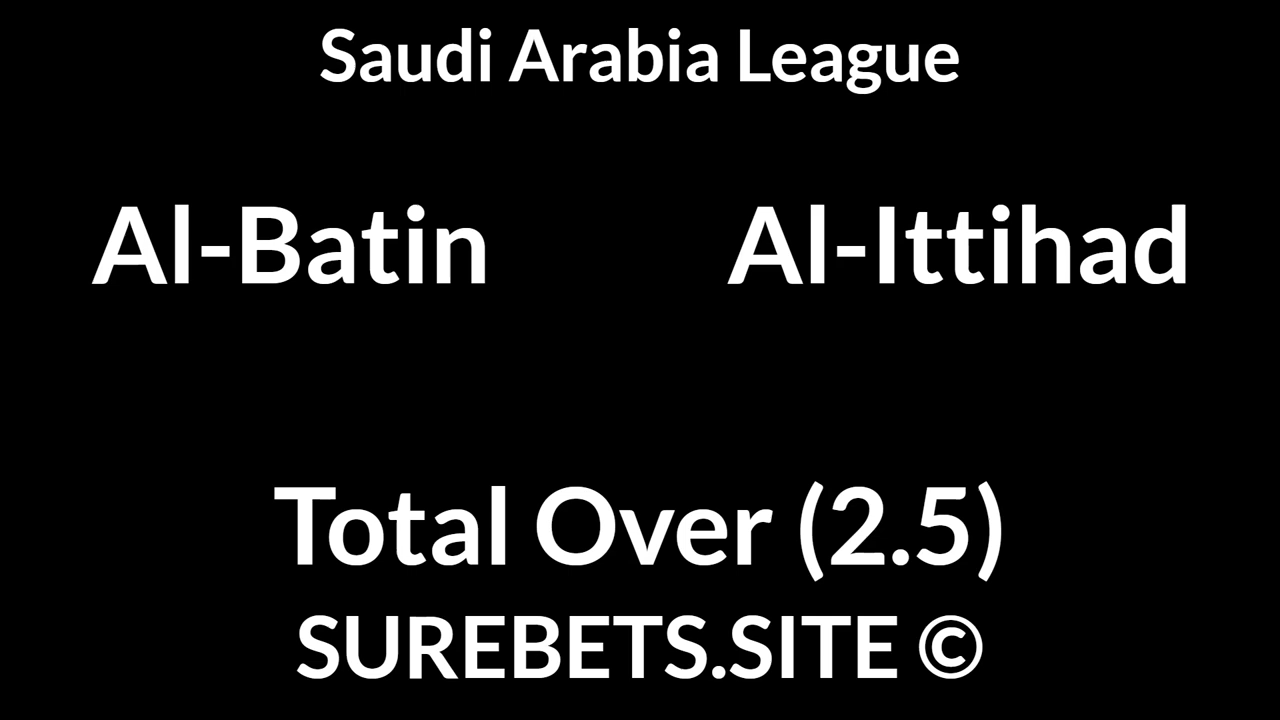 Saudi Arabia League
Al-Batin Al-Ittihad
Total Over (2.5)
SUREBETS.SITE ©